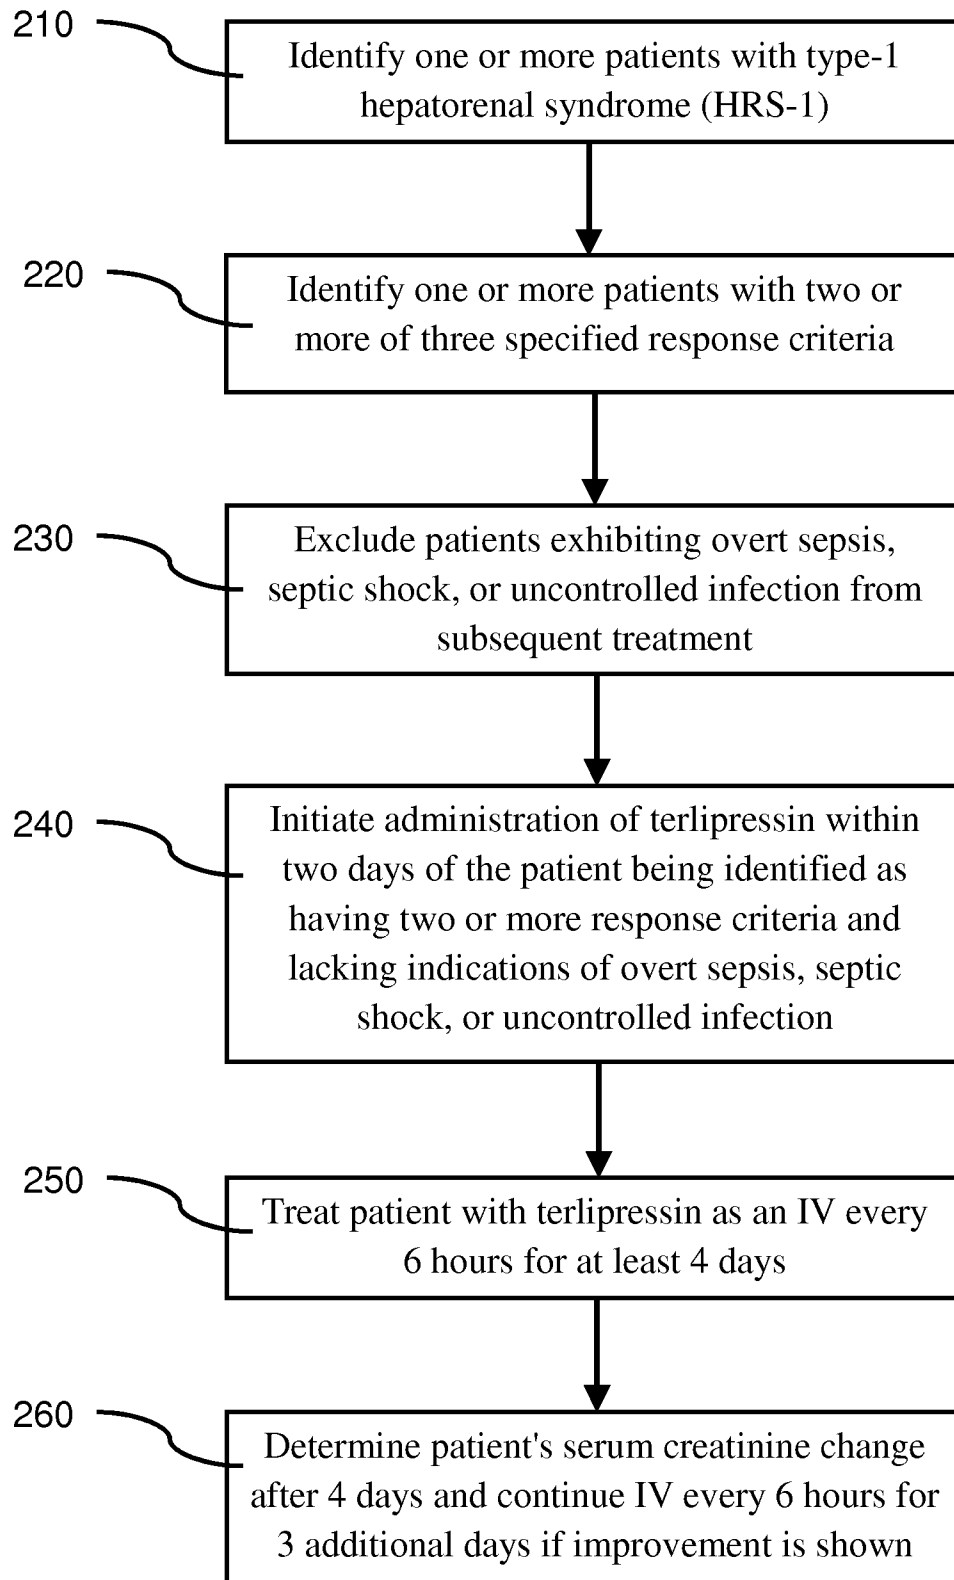 210
Identify one or more patients with type-1
hepatorenal syndrome (HRS-1)
220
Identify one or more patients with two or
more of three specified response criteria
230
Exclude patients exhibiting overt sepsis,
septic shock, or uncontrolled infection from
subsequent treatment
240
Initiate administration of terlipressin within
two days of the patient being identified as
having two or more response criteria and
lacking indications of overt sepsis, septic
shock, or uncontrolled infection
250
Treat patient with terlipressin as an IV every
6 hours for at least 4 days
260
Determine patient's serum creatinine change
after 4 days and continue IV every 6 hours for
3 additional days if improvement is shown